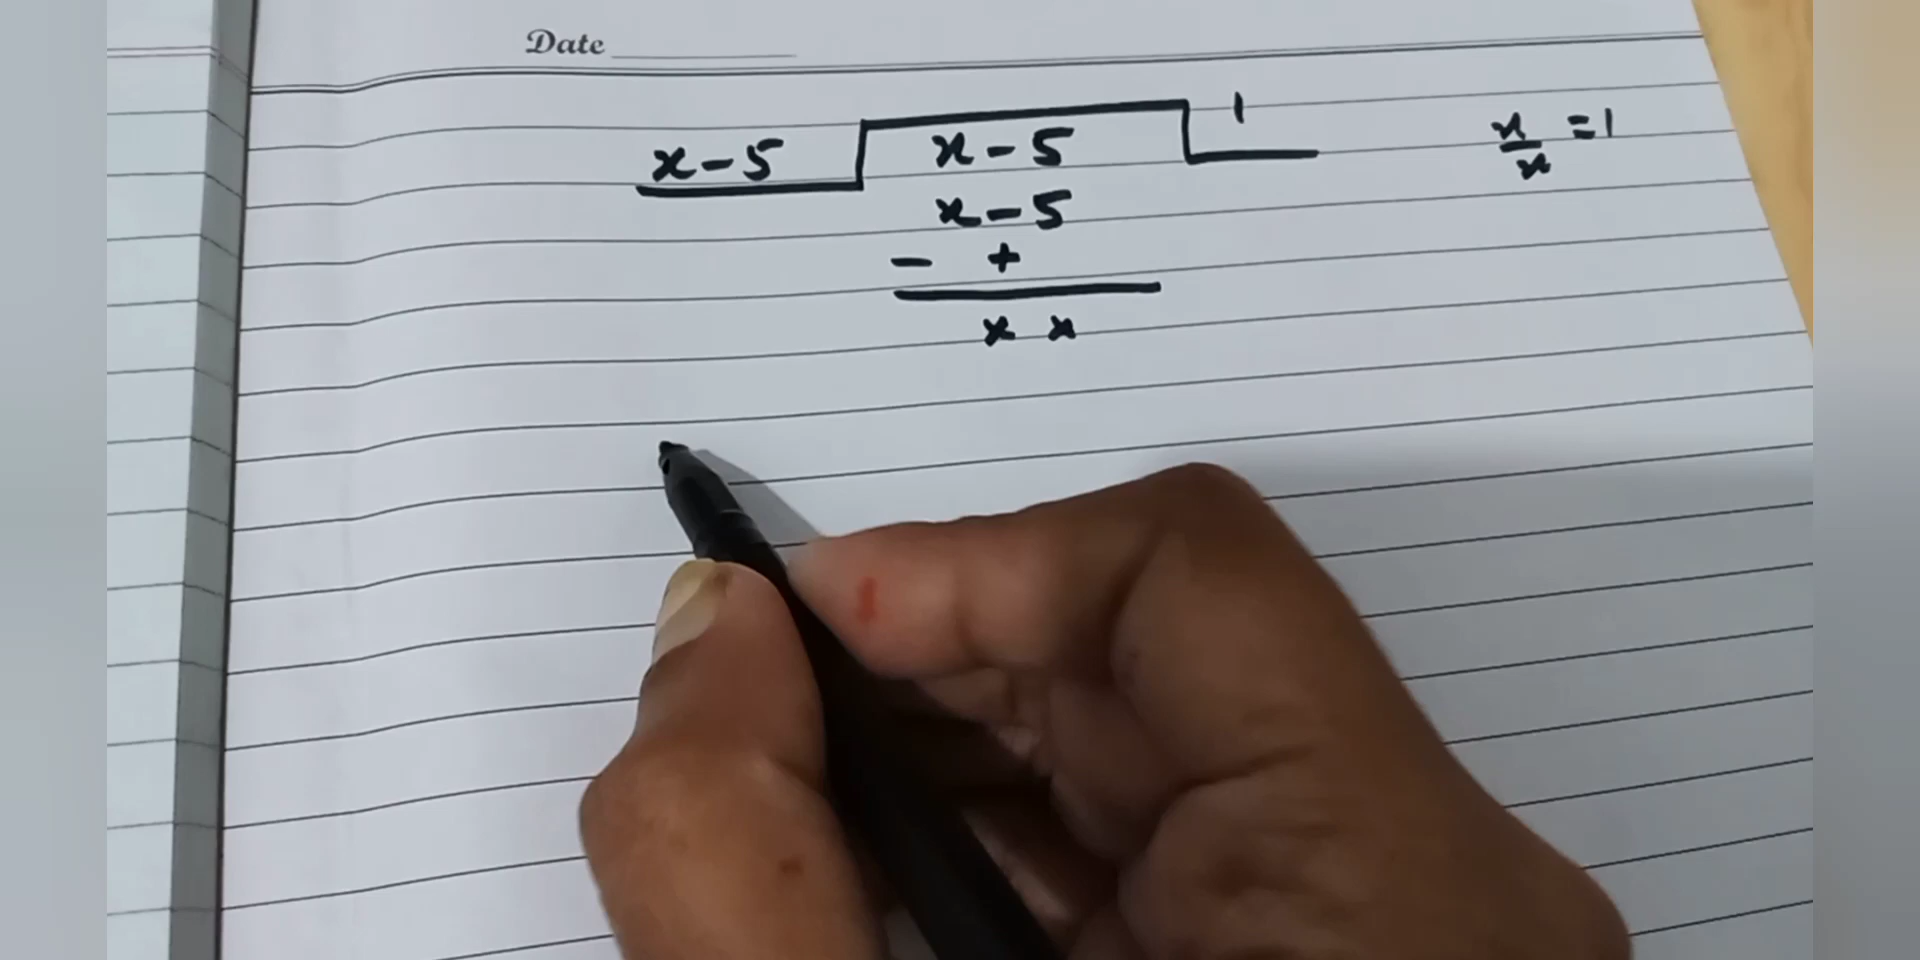 Date
x - 5 x - 5 1 x/x = 1
x - 5
- +
x x